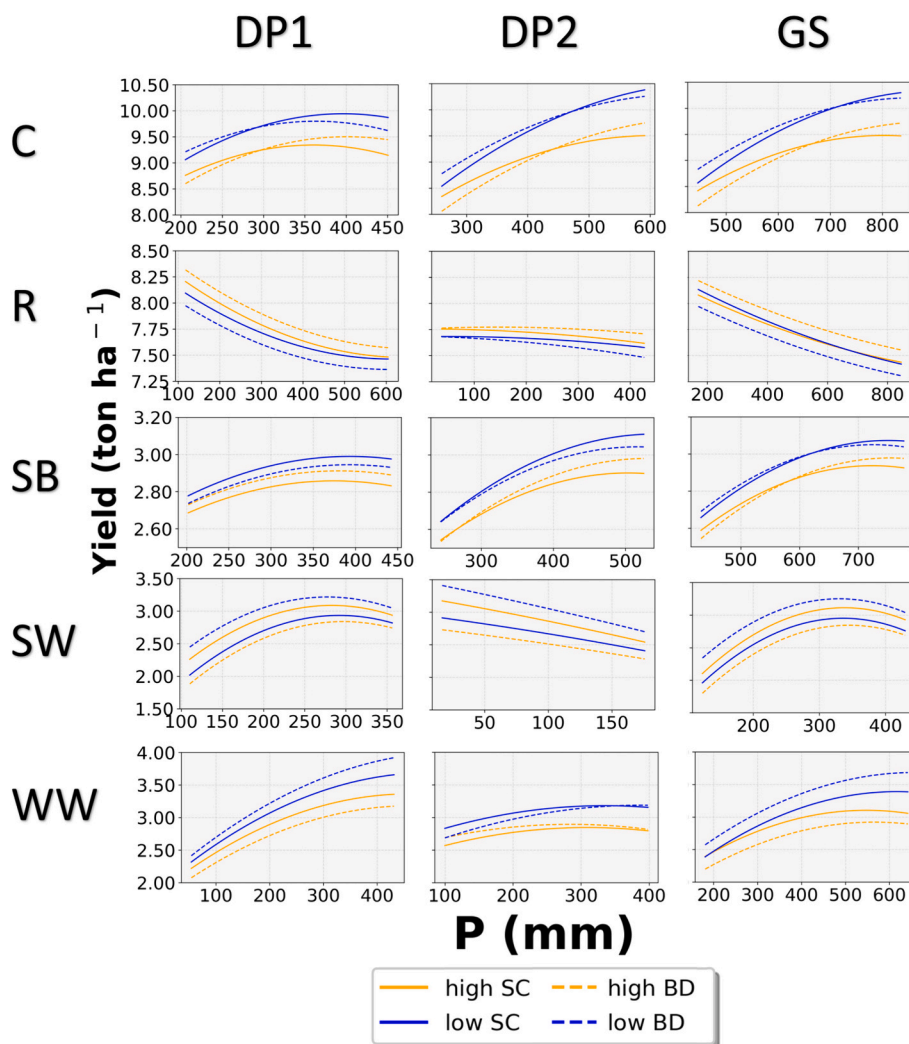 DP1 DP2 GS
C
10.50
10.00
9.50
9.00
8.50
8.00
200 250 300 350 400 450
300 400 500 600
500 600 700 800
R
8.50
8.25
8.00
7.75
7.50
7.25
100 200 300 400 500 600
100 200 300 400
200 400 600 800
Yield (ton ha⁻¹)
SB
3.20
3.00
2.80
2.60
200 250 300 350 400 450
300 400 500
500 600 700
SW
3.50
3.00
2.50
2.00
1.50
100 150 200 250 300 350
50 100 150
200 300 400
WW
4.00
3.50
3.00
2.50
2.00
100 200 300 400
100 200 300 400
200 300 400 500 600
P (mm)
high SC high BD
low SC low BD